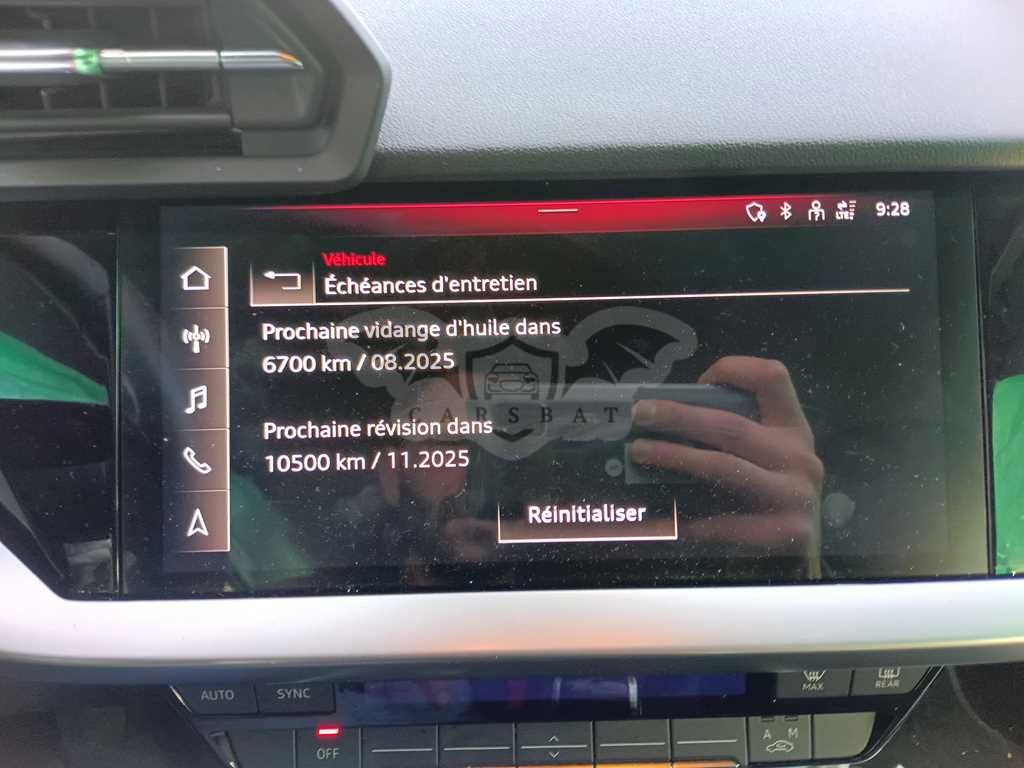 9:28
LTE
Véhicule
Échéances d'entretien
Prochaine vidange d'huile dans
6700 km / 08.2025
CARSBAT
Prochaine révision dans
10500 km / 11.2025
Réinitialiser
AUTO
SYNC
MAX
REAR
OFF
A M